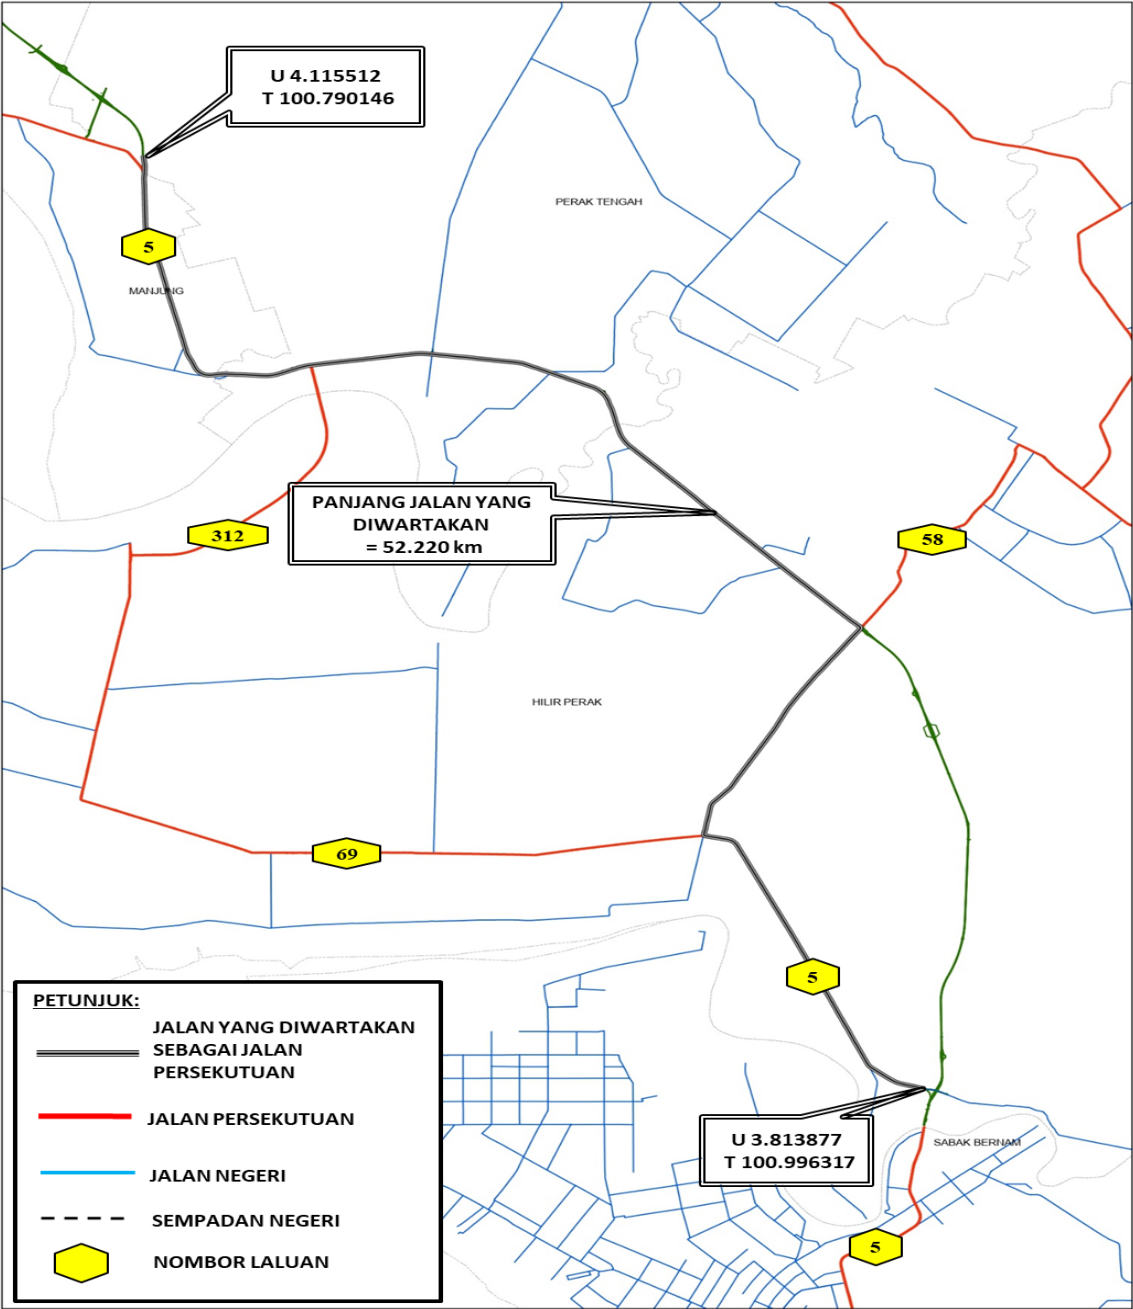 U 4.115512
T 100.790146
PERAK TENGAH
5
MANJUNG
PANJANG JALAN YANG
DIWARTAKAN
= 52.220 km
312
58
HILIR PERAK
69
5
PETUNJUK:
JALAN YANG DIWARTAKAN
SEBAGAI JALAN
PERSEKUTUAN
JALAN PERSEKUTUAN
JALAN NEGERI
SEMPADAN NEGERI
NOMBOR LALUAN
U 3.813877
T 100.996317
SABAK BERNAM
5